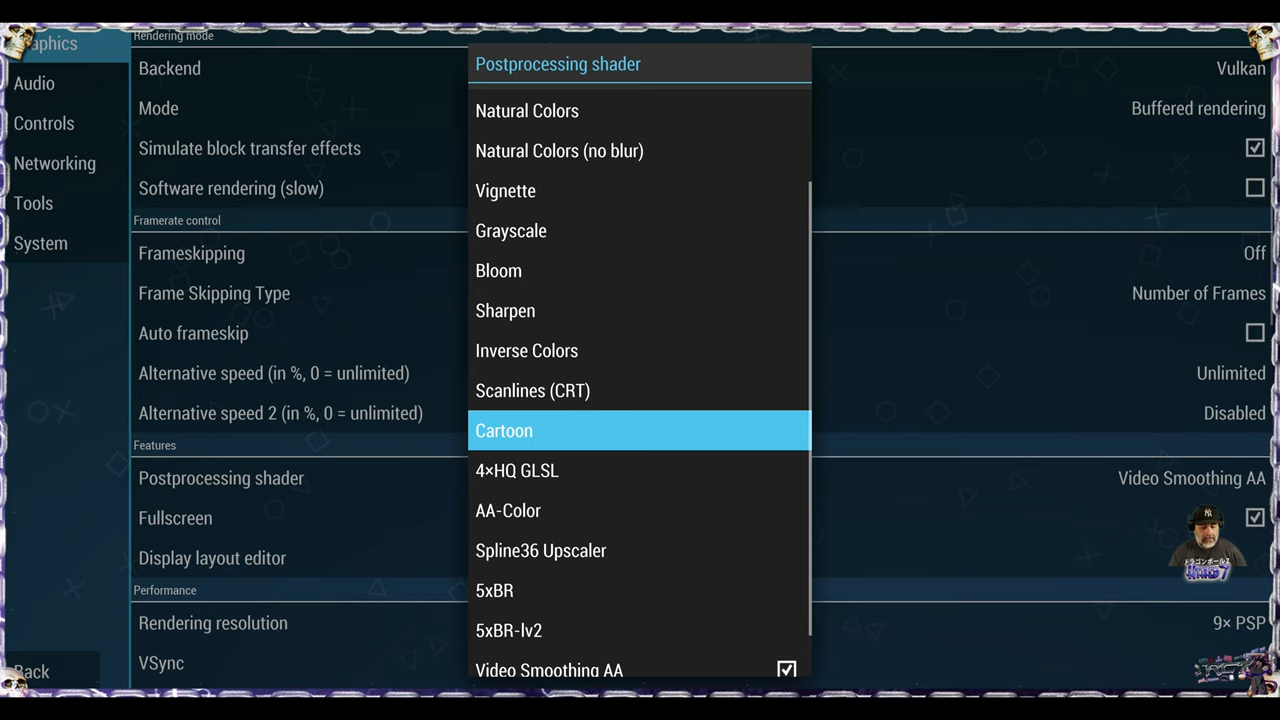 Graphics
Audio
Controls
Networking
Tools
System
Back
Rendering mode
Backend
Vulkan
Mode
Buffered rendering
Simulate block transfer effects
Software rendering (slow)
Framerate control
Frameskipping
Off
Frame Skipping Type
Number of Frames
Auto frameskip
Alternative speed (in %, 0 = unlimited)
Unlimited
Alternative speed 2 (in %, 0 = unlimited)
Disabled
Features
Postprocessing shader
Video Smoothing AA
Fullscreen
Display layout editor
Performance
Rendering resolution
9× PSP
VSync
Postprocessing shader
Natural Colors
Natural Colors (no blur)
Vignette
Grayscale
Bloom
Sharpen
Inverse Colors
Scanlines (CRT)
Cartoon
4×HQ GLSL
AA-Color
Spline36 Upscaler
5xBR
5xBR-lv2
Video Smoothing AA